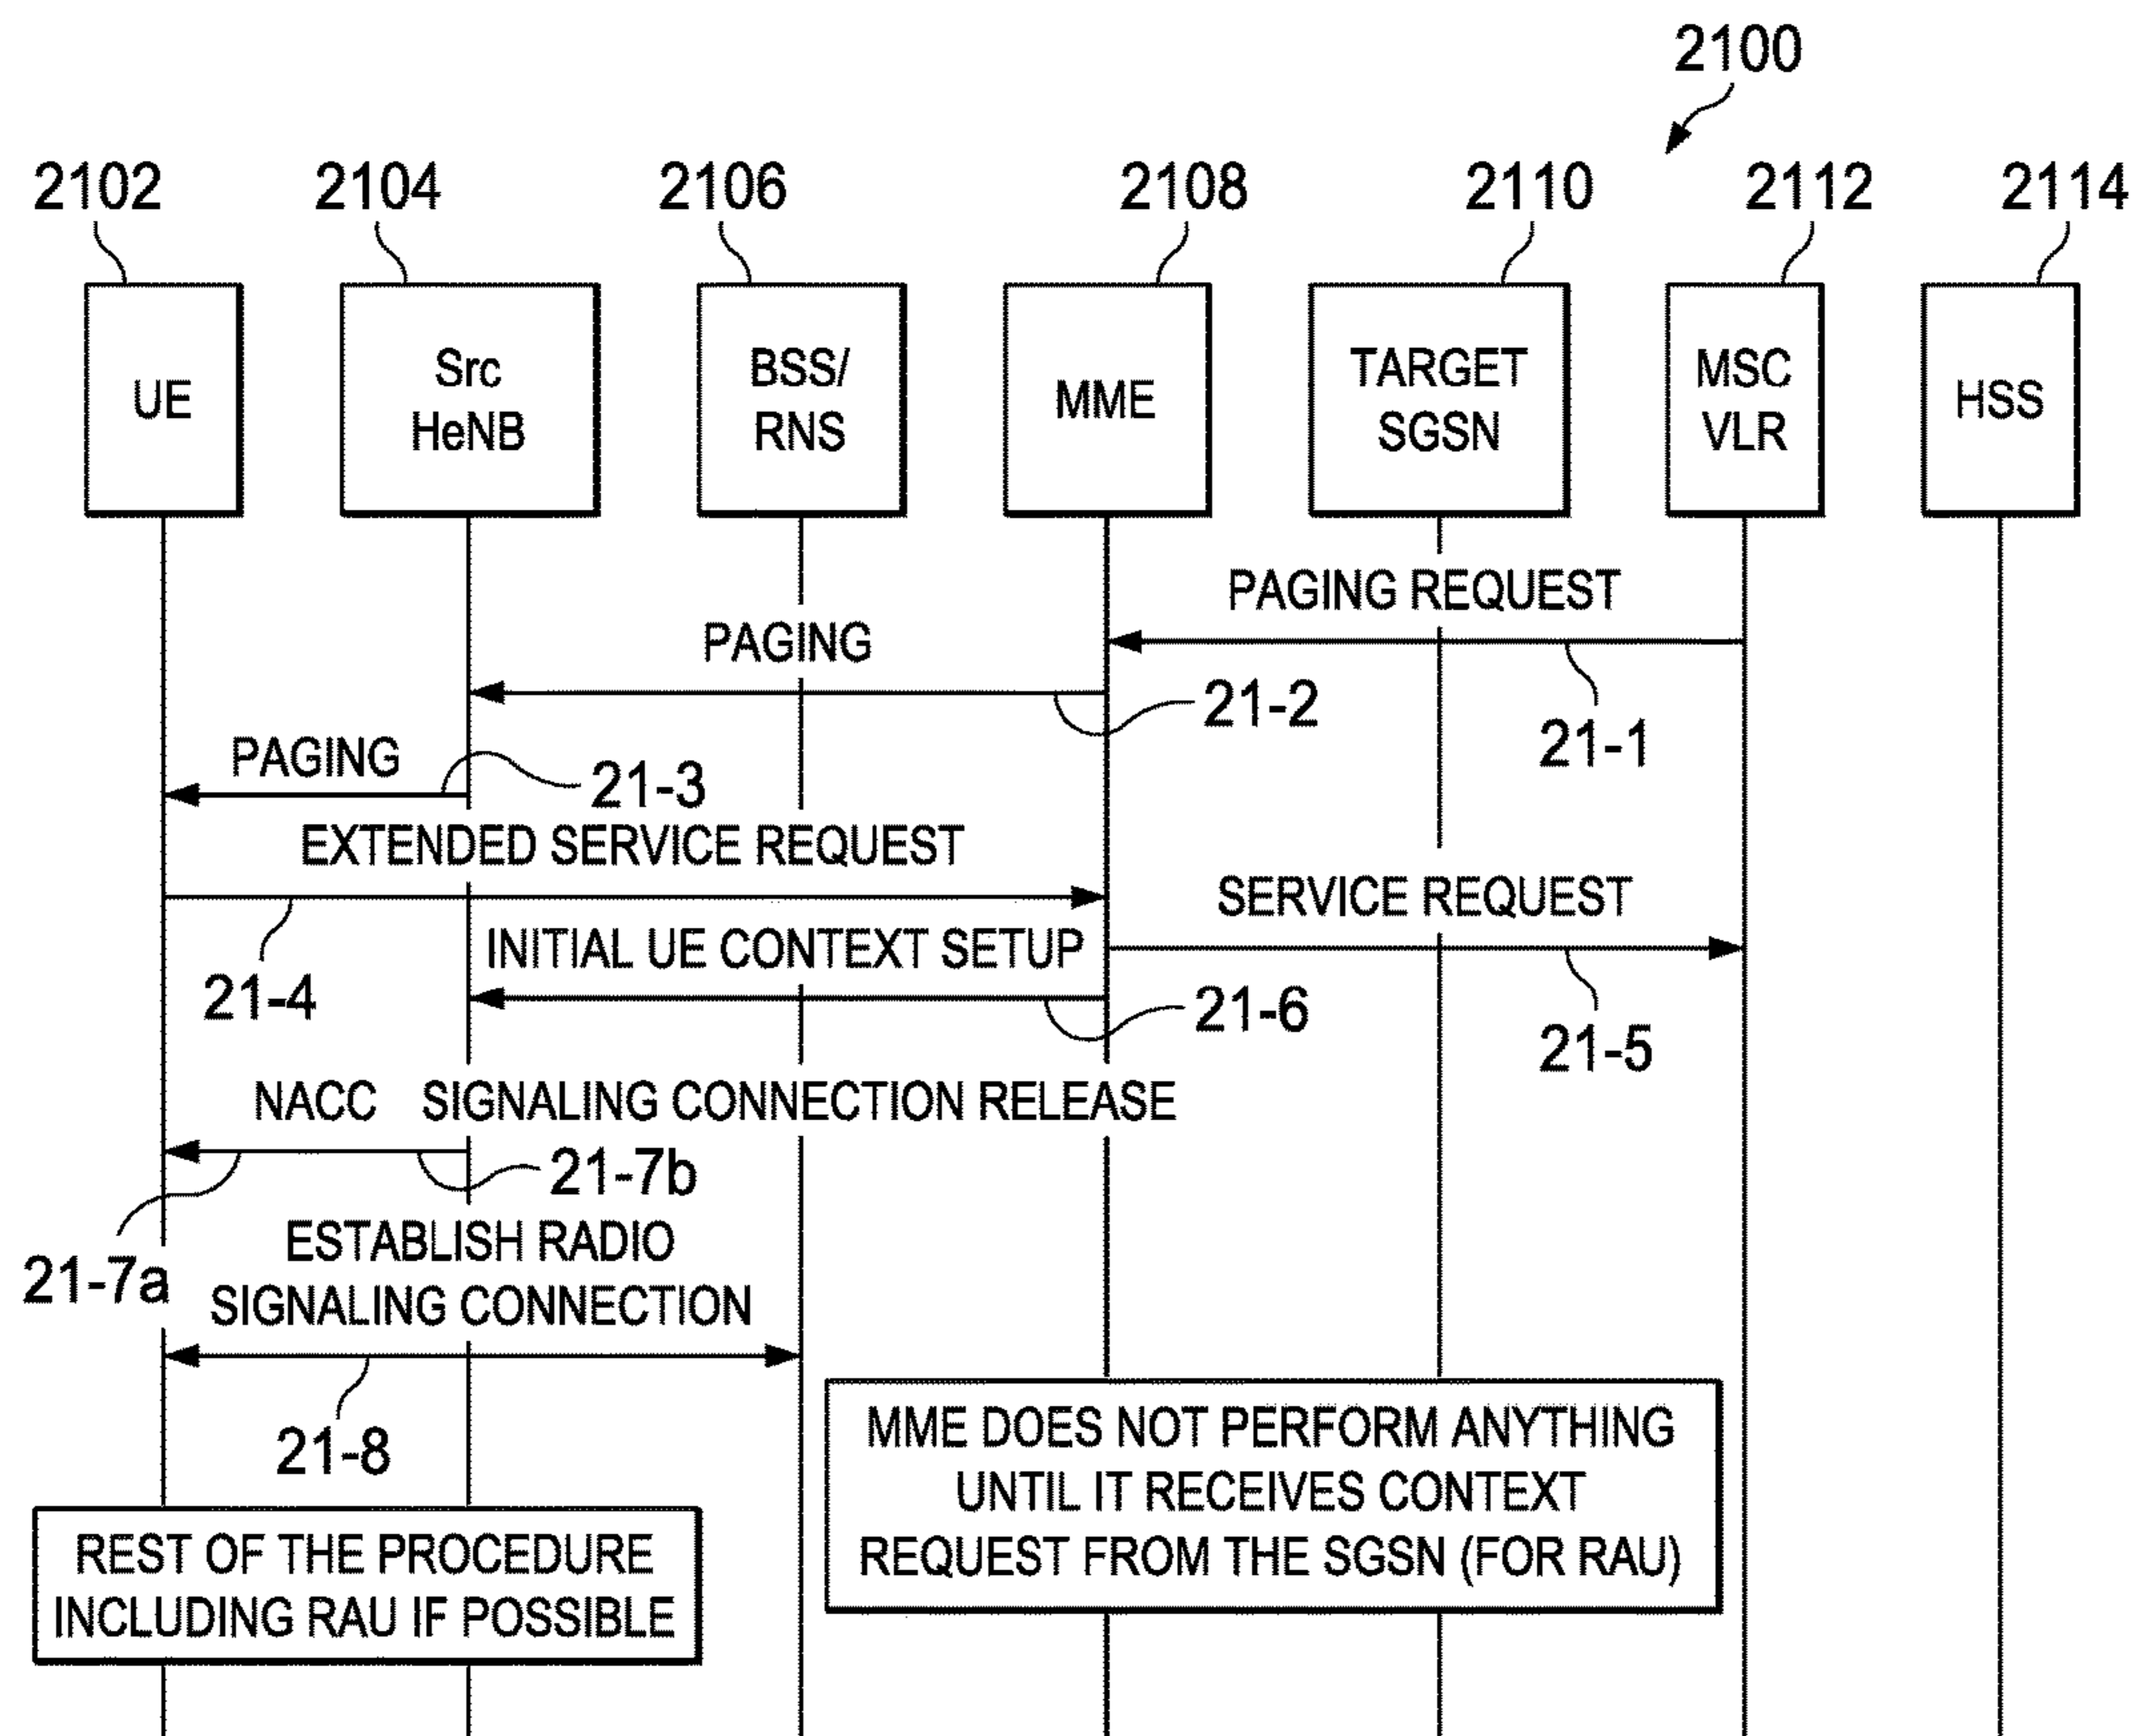 2100
2102
2104
2106
2108
2110
2112
2114
UE
Src
HeNB
BSS/
RNS
MME
TARGET
SGSN
MSC
VLR
HSS
PAGING REQUEST
21-1
PAGING
21-2
PAGING
21-3
EXTENDED SERVICE REQUEST
21-4
SERVICE REQUEST
21-5
INITIAL UE CONTEXT SETUP
21-6
NACC
SIGNALING CONNECTION RELEASE
21-7b
21-7a
ESTABLISH RADIO
SIGNALING CONNECTION
21-8
MME DOES NOT PERFORM ANYTHING
UNTIL IT RECEIVES CONTEXT
REQUEST FROM THE SGSN (FOR RAU)
REST OF THE PROCEDURE
INCLUDING RAU IF POSSIBLE